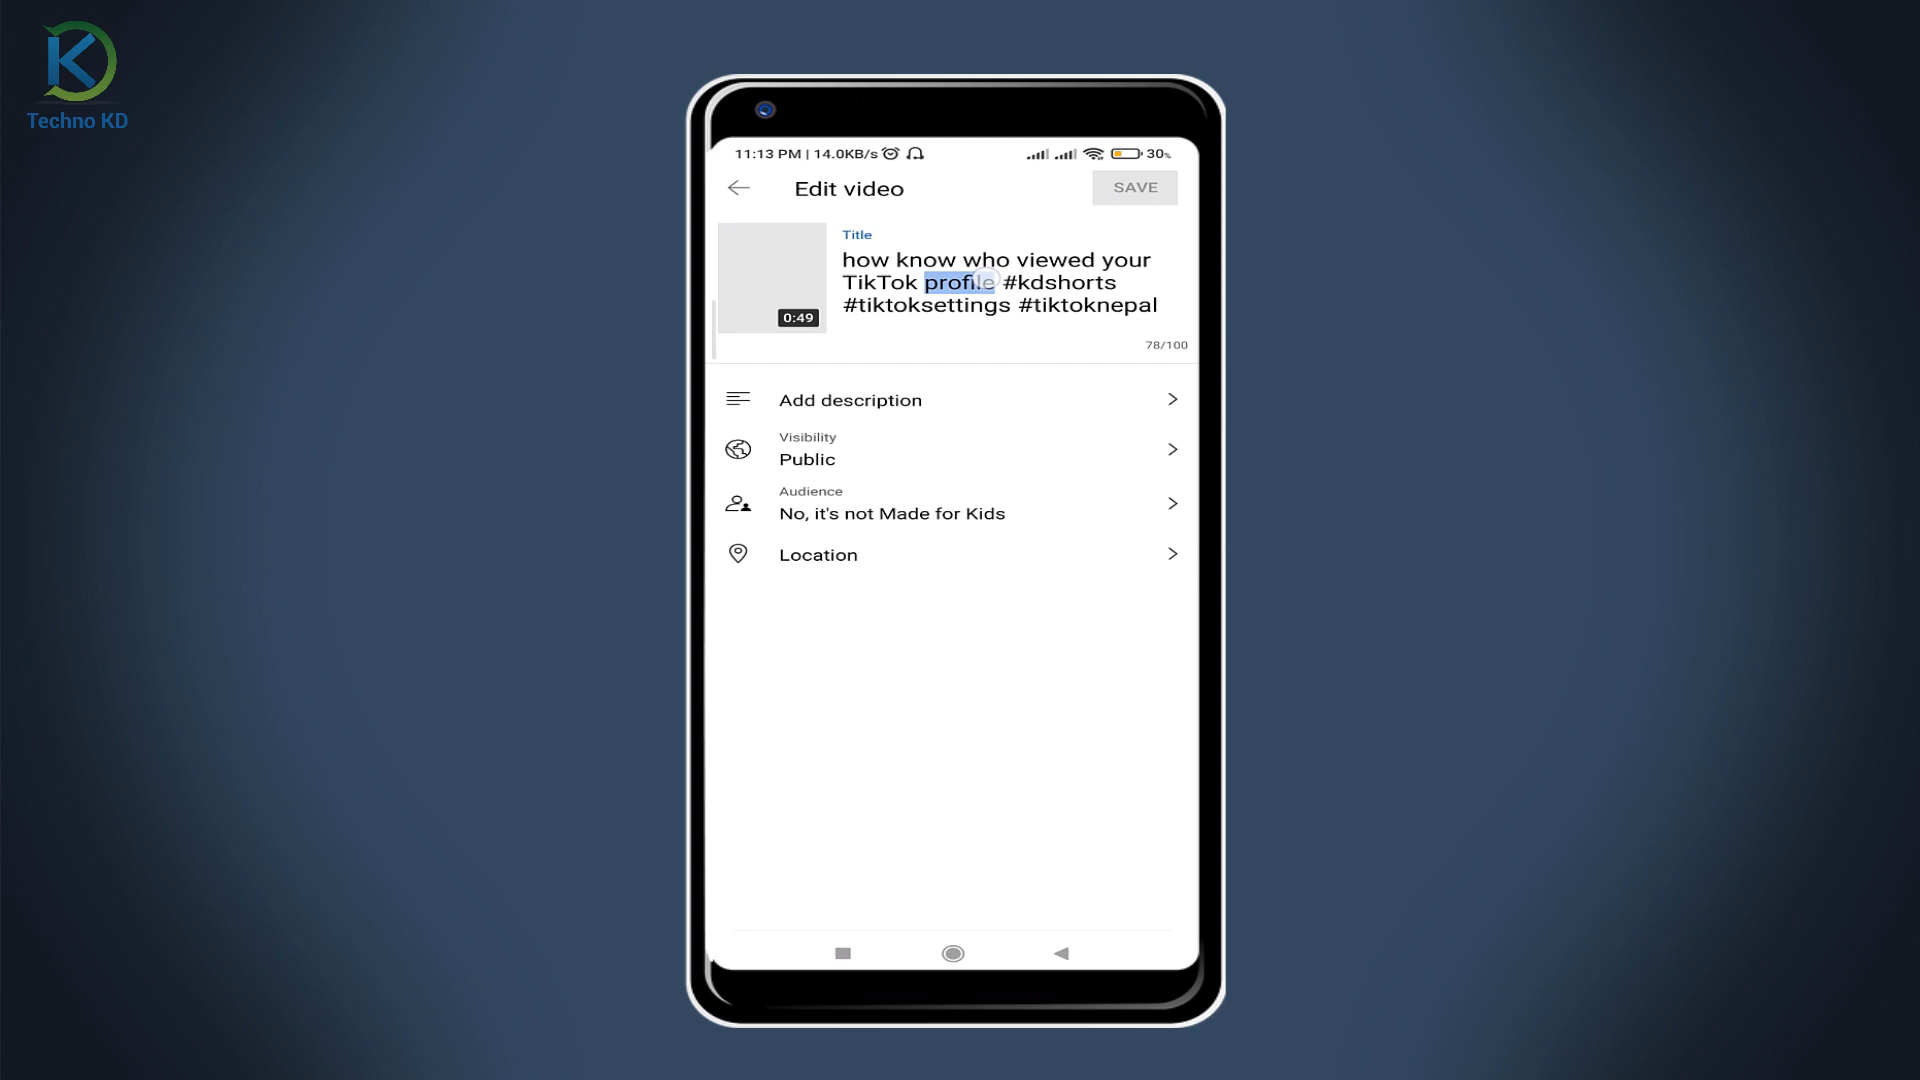 Techno KD
11:13 PM | 14.0KB/s
30%
Edit video
SAVE
Title
how know who viewed your
TikTok profile #kdshorts
#tiktoksettings #tiktoknepal
0:49
78/100
Add description
Visibility
Public
Audience
No, it's not Made for Kids
Location